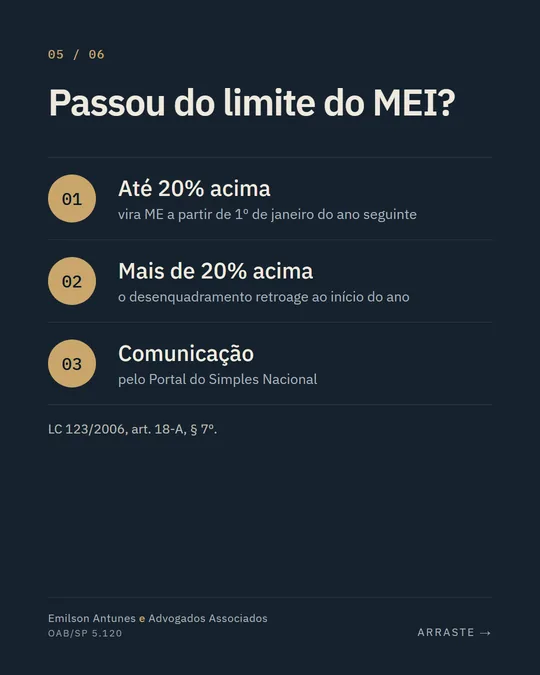 05 / 06
Passou do limite do MEI?
01
Até 20% acima
vira ME a partir de 1º de janeiro do ano seguinte
02
Mais de 20% acima
o desenquadramento retroage ao início do ano
03
Comunicação
pelo Portal do Simples Nacional
LC 123/2006, art. 18-A, § 7º.
Emilson Antunes e Advogados Associados
OAB/SP 5.120
ARRASTE →